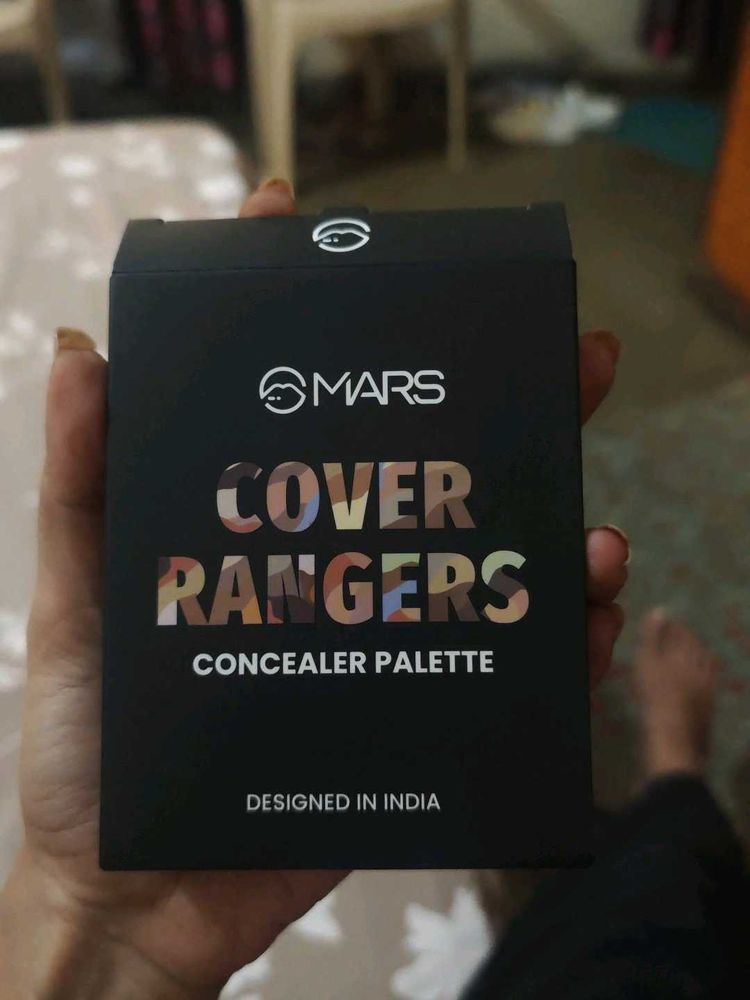 MARS
COVER
RANGERS
CONCEALER PALETTE
DESIGNED IN INDIA